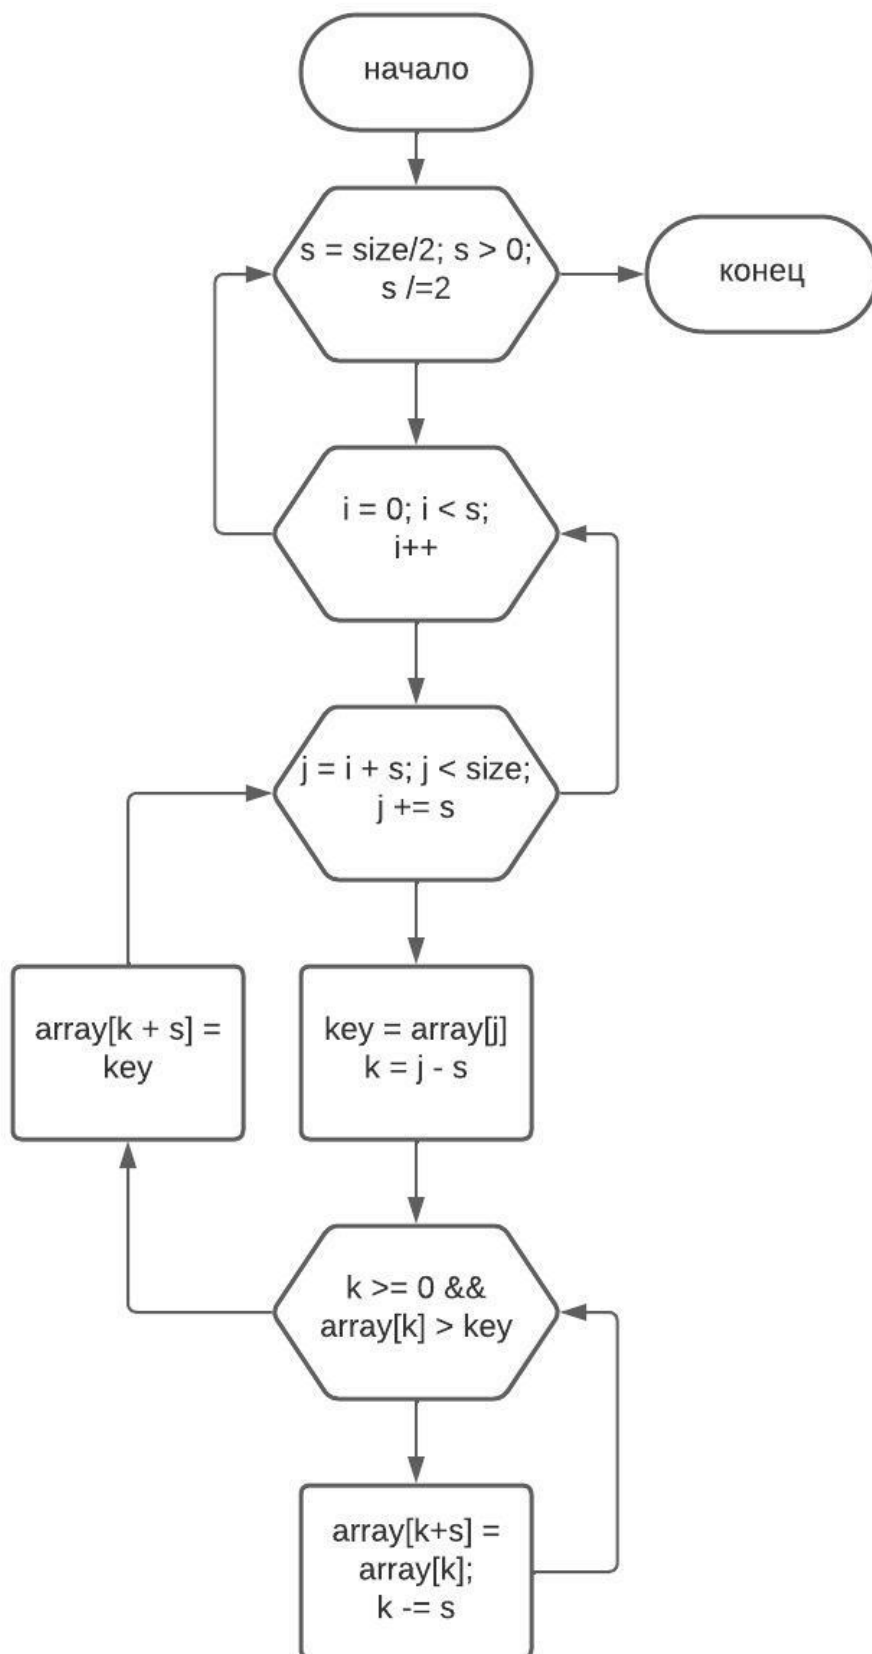 начало
s = size/2; s > 0;
s /=2
конец
i = 0; i < s;
i++
j = i + s; j < size;
j += s
array[k + s] =
key
key = array[j]
k = j - s
k >= 0 &&
array[k] > key
array[k+s] =
array[k];
k -= s